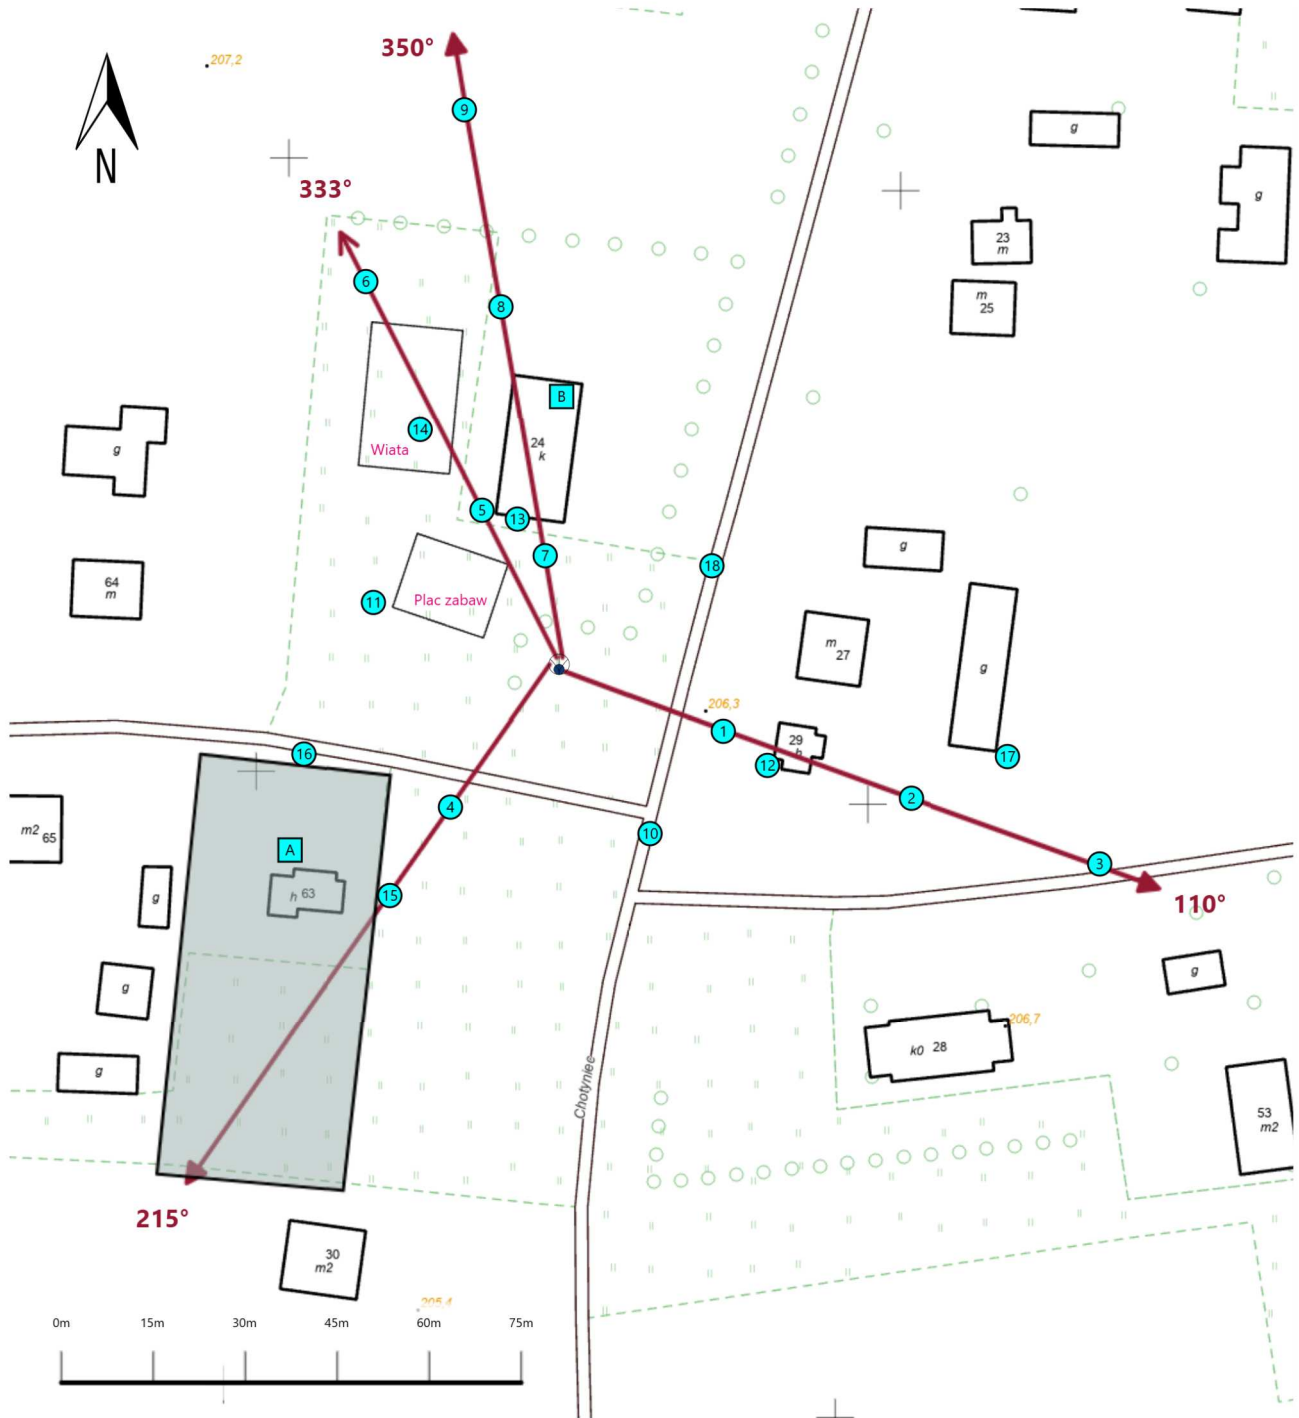 350°
9
207,2
N
333°
6
8
g
g
23
m
m
25
B
14
Wiata
24
k
g
5
13
7
18
g
64
m
11
Plac zabaw
m
27
g
206,3
1
29
h
12
17
16
2
4
10
m2 65
A
3
110°
g
h 63
15
g
g
206,7
k0 28
g
Chotyniec
53
m2
215°
30
m2
205,4
0m 15m 30m 45m 60m 75m